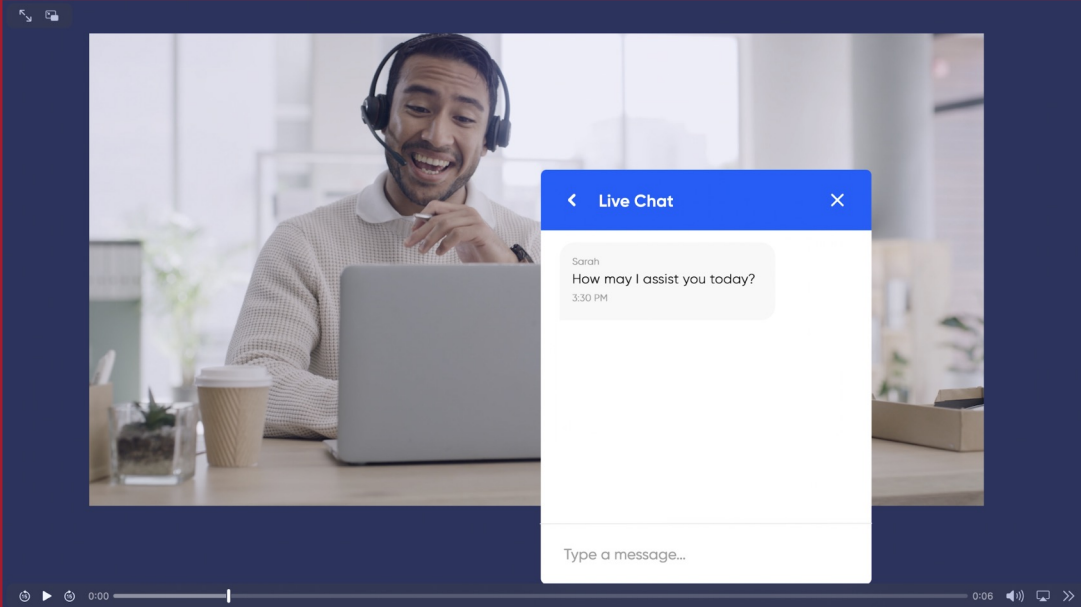 Live Chat
Sarah
How may I assist you today?
3:30 PM
Type a message...
0:00
0:06